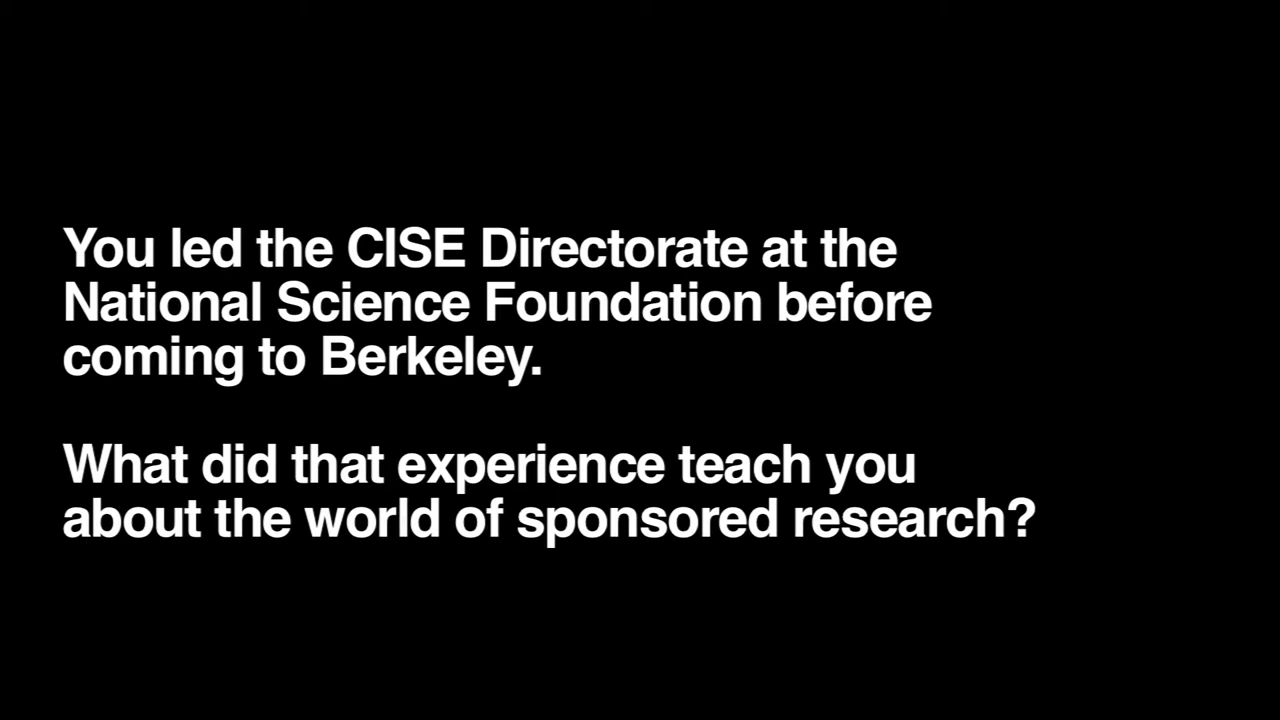 You led the CISE Directorate at the
National Science Foundation before
coming to Berkeley.
What did that experience teach you
about the world of sponsored research?